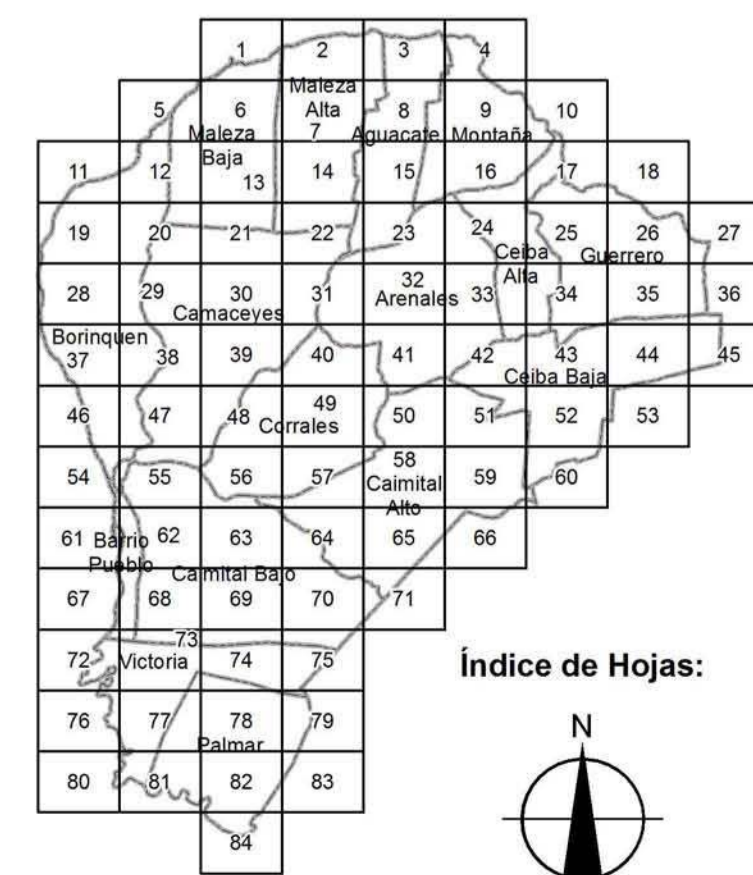 1 2 3 4
Maleza
Alta
5 6 7 8 9 10
Maleza
Baja
Aguacate Montaña
11 12 13 14 15 16 17 18
19 20 21 22 23 24 25 26 27
Ceiba
Alta
Guerrero
28 29 30 31 32 33 34 35 36
Camaceyes Arenales
Borinquen
37 38 39 40 41 42 43 44 45
Ceiba Baja
46 47 48 49 50 51 52 53
Corrales
54 55 56 57 58 59 60
Caimital
Alto
61 62 63 64 65 66
Barrio
Pueblo
Caimital Bajo
67 68 69 70 71
72 73 74 75
Victoria
Índice de Hojas:
76 77 78 79
Palmar
N
80 81 82 83
84